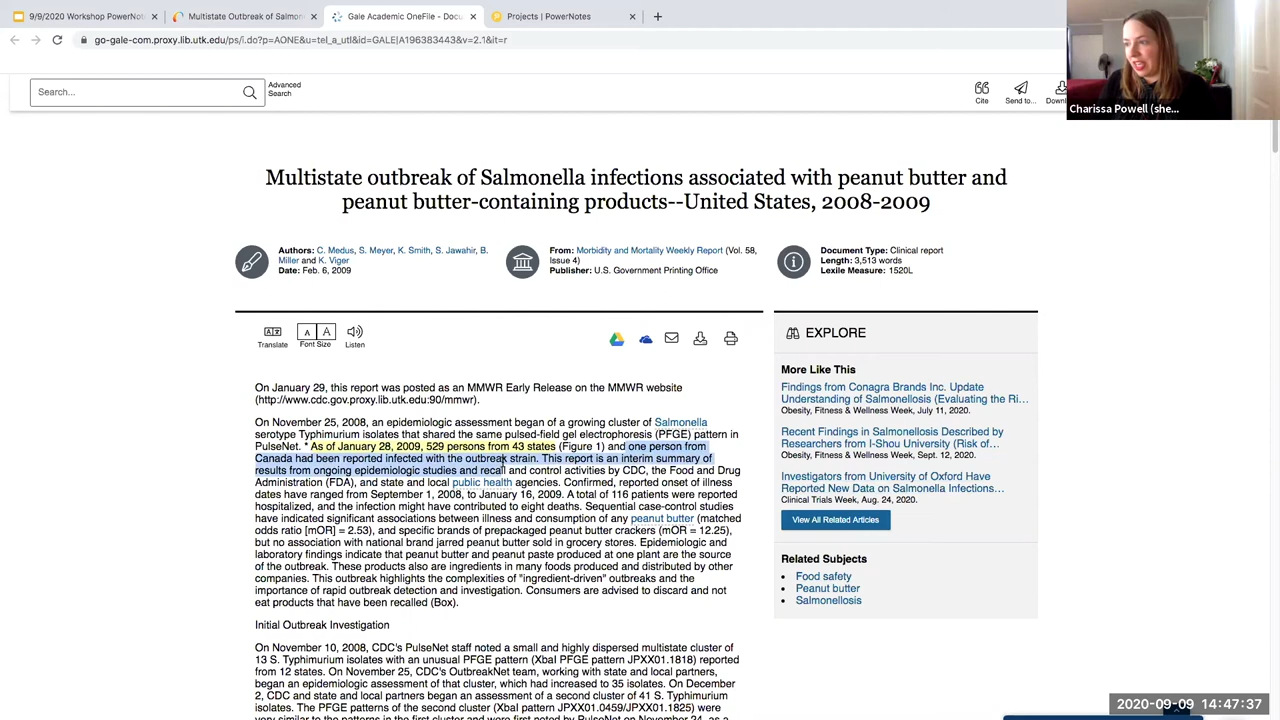 9/9/2020 Workshop PowerNot
Multistate Outbreak of Salmon
Gale Academic OneFile - Docu
Projects | PowerNotes
go-gale-com.proxy.lib.utk.edu/ps/i.do?p=AONE&u=tel_a_utl&id=GALE|A196383443&v=2.1&it=r
Search...
Advanced
Search
Cite
Send to...
Downl
Charissa Powell (she...
Multistate outbreak of Salmonella infections associated with peanut butter and
peanut butter-containing products--United States, 2008-2009
Authors: C. Medus, S. Meyer, K. Smith, S. Jawahir, B.
Miller and K. Viger
Date: Feb. 6, 2009
From: Morbidity and Mortality Weekly Report (Vol. 58,
Issue 4)
Publisher: U.S. Government Printing Office
Document Type: Clinical report
Length: 3,513 words
Lexile Measure: 1520L
Translate
A A
Font Size
Listen
On January 29, this report was posted as an MMWR Early Release on the MMWR website
(http://www.cdc.gov.proxy.lib.utk.edu:90/mmwr).
On November 25, 2008, an epidemiologic assessment began of a growing cluster of Salmonella
serotype Typhimurium isolates that shared the same pulsed-field gel electrophoresis (PFGE) pattern in
PulseNet. * As of January 28, 2009, 529 persons from 43 states (Figure 1) and one person from
Canada had been reported infected with the outbreak strain. This report is an interim summary of
results from ongoing epidemiologic studies and recall and control activities by CDC, the Food and Drug
Administration (FDA), and state and local public health agencies. Confirmed, reported onset of illness
dates have ranged from September 1, 2008, to January 16, 2009. A total of 116 patients were reported
hospitalized, and the infection might have contributed to eight deaths. Sequential case-control studies
have indicated significant associations between illness and consumption of any peanut butter (matched
odds ratio [mOR] = 2.53), and specific brands of prepackaged peanut butter crackers (mOR = 12.25),
but no association with national brand jarred peanut butter sold in grocery stores. Epidemiologic and
laboratory findings indicate that peanut butter and peanut paste produced at one plant are the source
of the outbreak. These products also are ingredients in many foods produced and distributed by other
companies. This outbreak highlights the complexities of "ingredient-driven" outbreaks and the
importance of rapid outbreak detection and investigation. Consumers are advised to discard and not
eat products that have been recalled (Box).
Initial Outbreak Investigation
On November 10, 2008, CDC's PulseNet staff noted a small and highly dispersed multistate cluster of
13 S. Typhimurium isolates with an unusual PFGE pattern (XbaI PFGE pattern JPXX01.1818) reported
from 12 states. On November 25, CDC's OutbreakNet team, working with state and local partners,
began an epidemiologic assessment of that cluster, which had increased to 35 isolates. On December
2, CDC and state and local partners began an assessment of a second cluster of 41 S. Typhimurium
isolates. The PFGE patterns of the second cluster (XbaI pattern JPXX01.0459/JPXX01.1825) were
very similar to the patterns in the first cluster and were first noted by PulseNet on November 24, as a
EXPLORE
More Like This
Findings from Conagra Brands Inc. Update
Understanding of Salmonellosis (Evaluating the Ri...
Obesity, Fitness & Wellness Week, July 11, 2020.
Recent Findings in Salmonellosis Described by
Researchers from I-Shou University (Risk of...
Obesity, Fitness & Wellness Week, Sept. 12, 2020.
Investigators from University of Oxford Have
Reported New Data on Salmonella Infections...
Clinical Trials Week, Aug. 24, 2020.
View All Related Articles
Related Subjects
Food safety
Peanut butter
Salmonellosis
2020-09-09 14:47:37